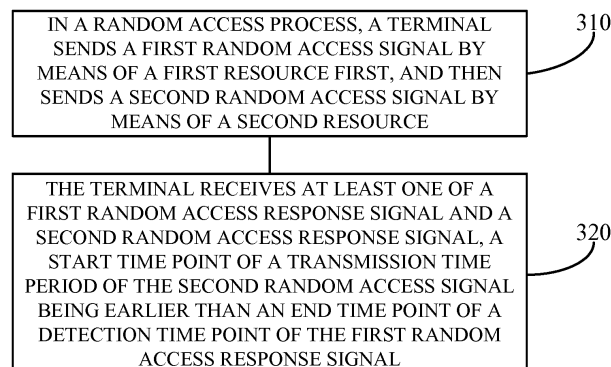 IN A RANDOM ACCESS PROCESS, A TERMINAL
SENDS A FIRST RANDOM ACCESS SIGNAL BY
MEANS OF A FIRST RESOURCE FIRST, AND THEN
SENDS A SECOND RANDOM ACCESS SIGNAL BY
MEANS OF A SECOND RESOURCE
310
THE TERMINAL RECEIVES AT LEAST ONE OF A
FIRST RANDOM ACCESS RESPONSE SIGNAL AND A
SECOND RANDOM ACCESS RESPONSE SIGNAL, A
START TIME POINT OF A TRANSMISSION TIME
PERIOD OF THE SECOND RANDOM ACCESS SIGNAL
BEING EARLIER THAN AN END TIME POINT OF A
DETECTION TIME POINT OF THE FIRST RANDOM
ACCESS RESPONSE SIGNAL
320